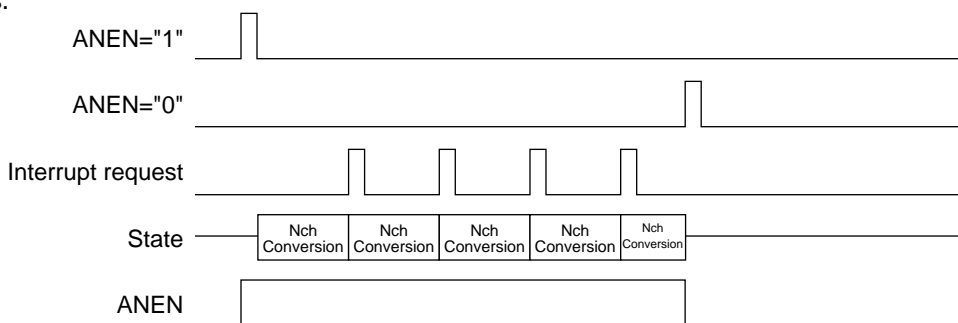 s.
ANEN="1"
ANEN="0"
Interrupt request
State
Nch
Conversion
Nch
Conversion
Nch
Conversion
Nch
Conversion
Nch
Conversion
ANEN